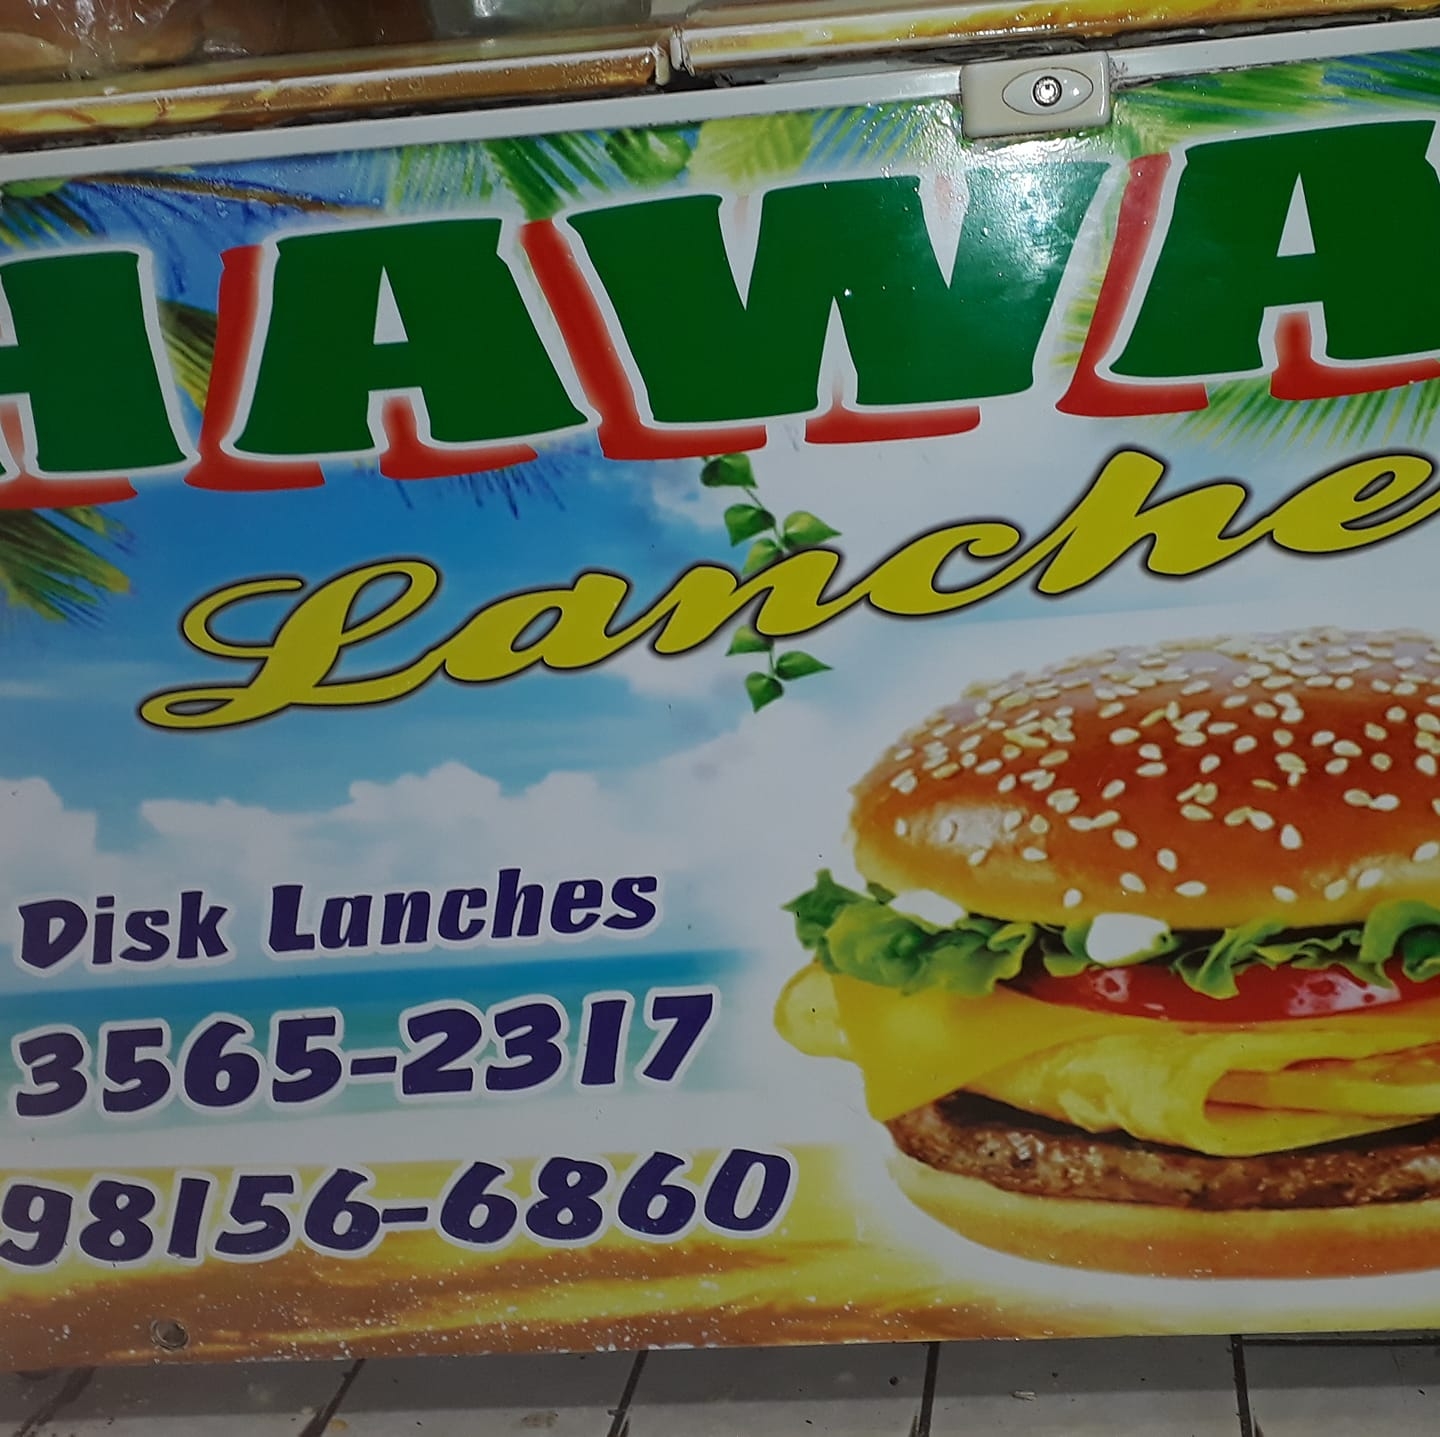 HAWA
Lanche
Disk Lanches
3565-2317
98156-6860